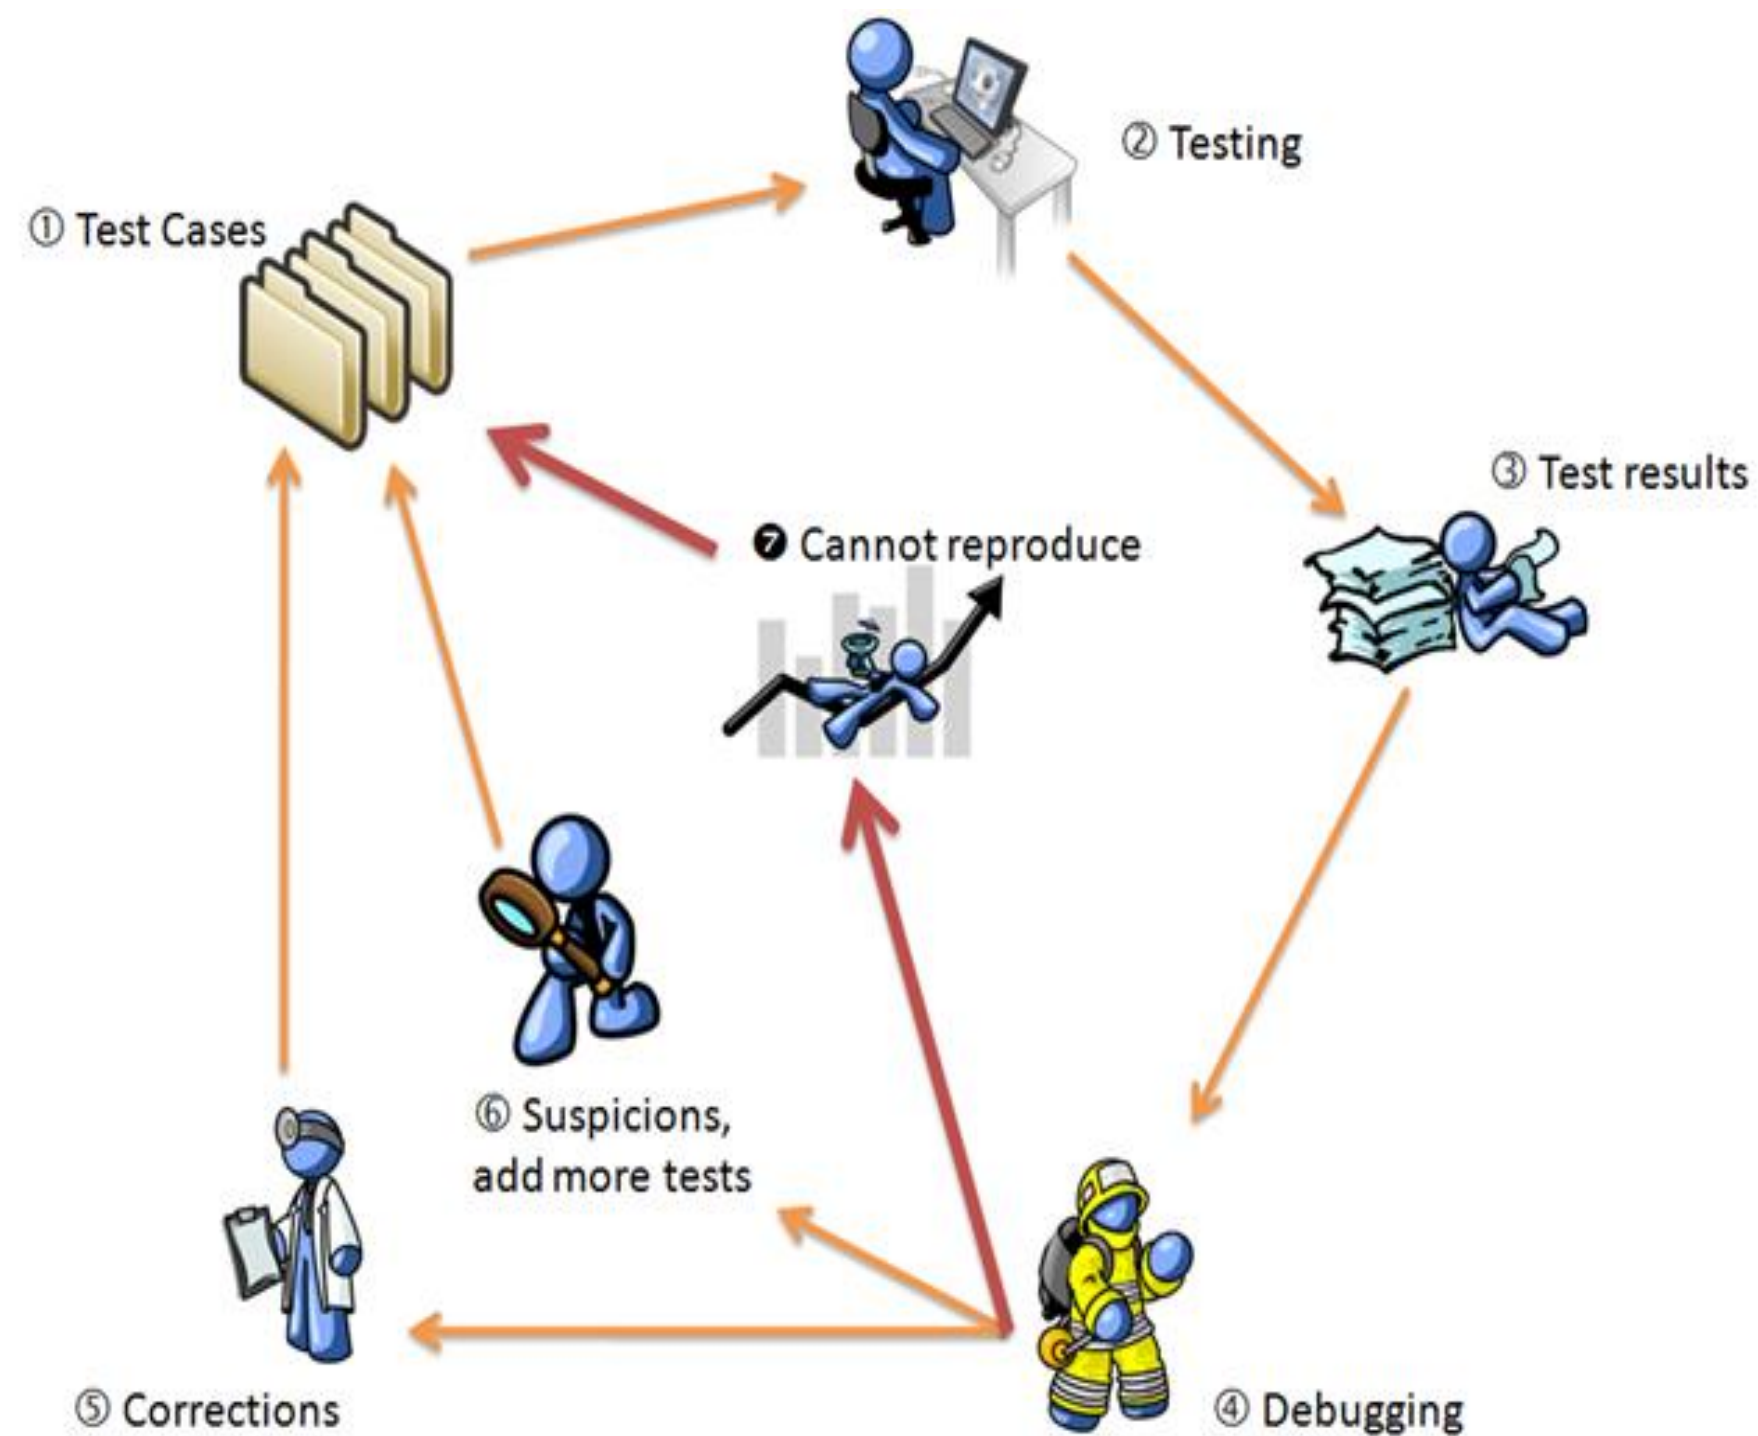 ① Test Cases
② Testing
③ Test results
④ Debugging
⑤ Corrections
⑥ Suspicions,
add more tests
❼ Cannot reproduce